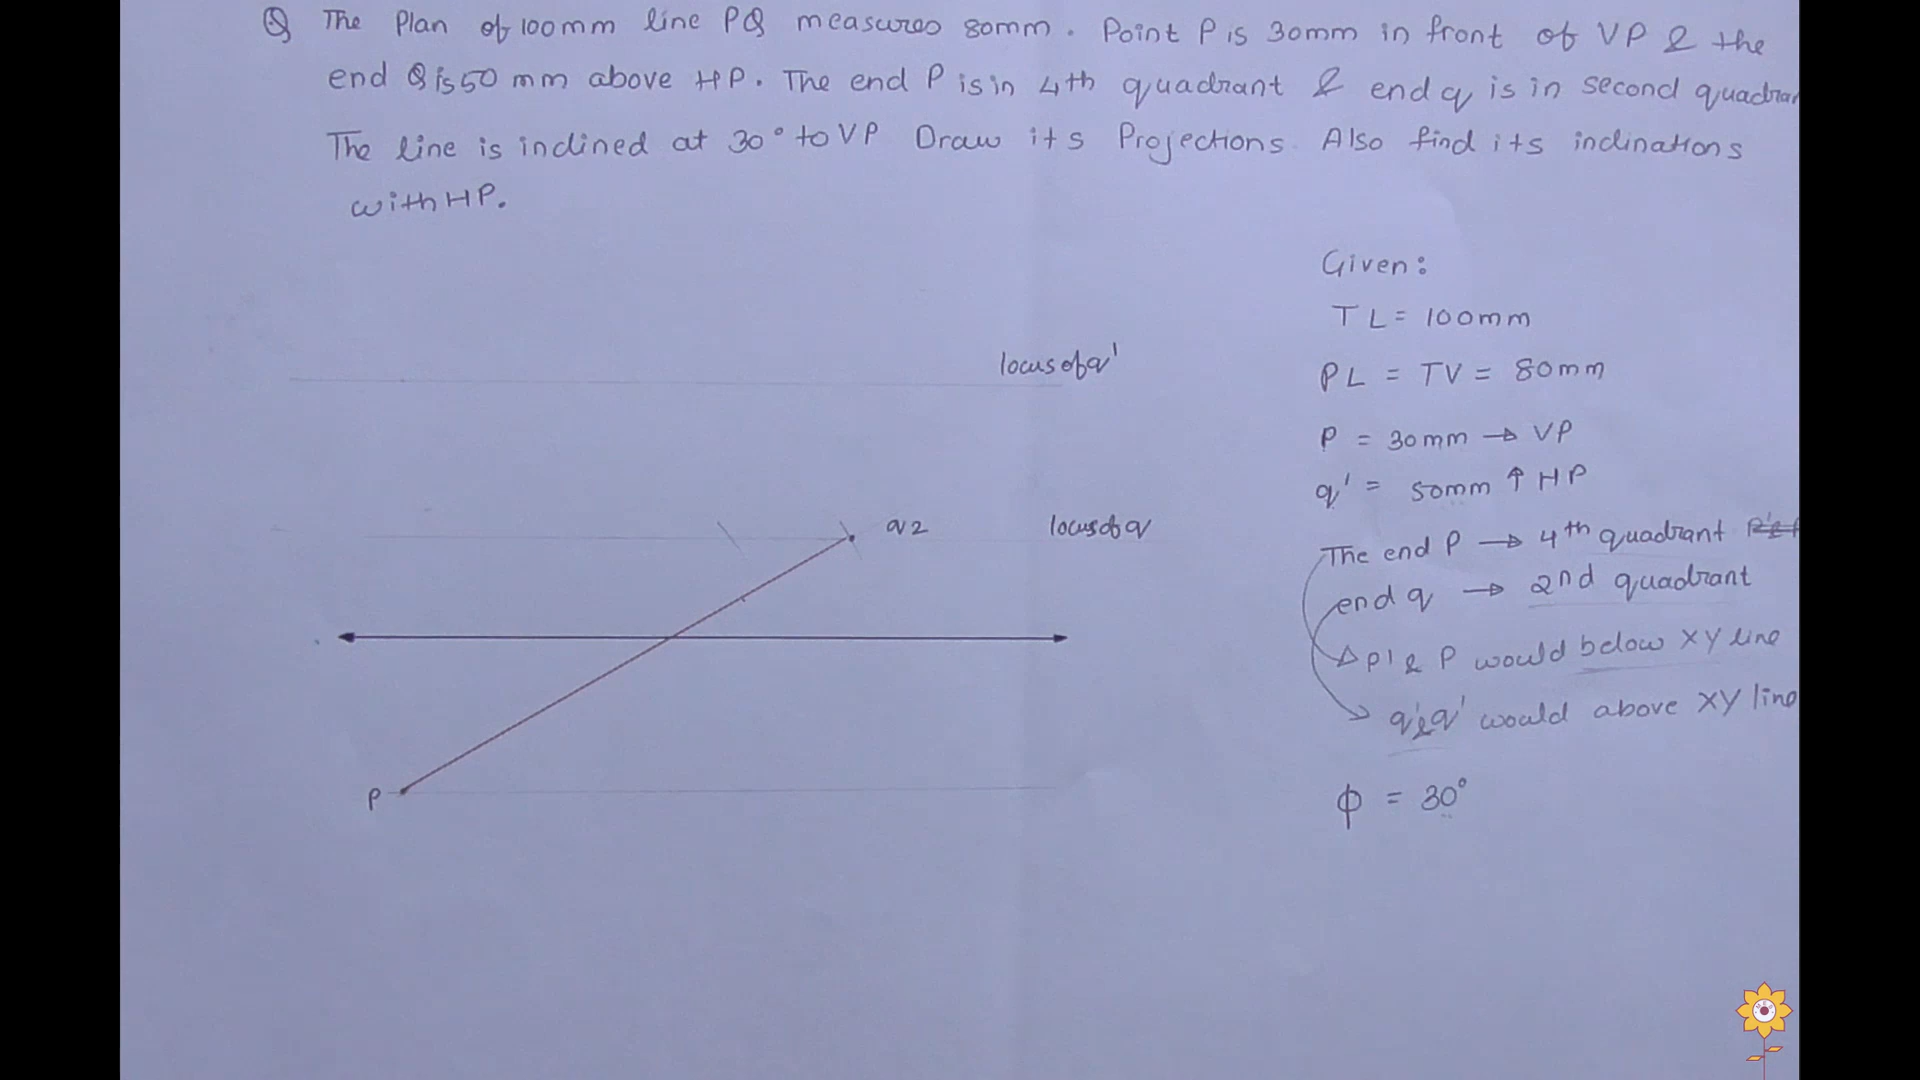 Q The Plan of 100mm line PQ measures 80mm. Point P is 30mm in front of VP & the
end Q is 50 mm above HP. The end P is in 4th quadrant & end q is in second
The line is inclined at 30° to VP Draw its Projections. Also find its inclinations
with HP.
Given:
TL = 100mm
locus of q'
PL = TV = 80mm
P = 30mm → VP
q' = 50mm ↑ HP
q2
locus of q
The end P → 4th quadrant
end q → 2nd quadrant
p' & P would below XY line
would above XY line
P
φ = 30°